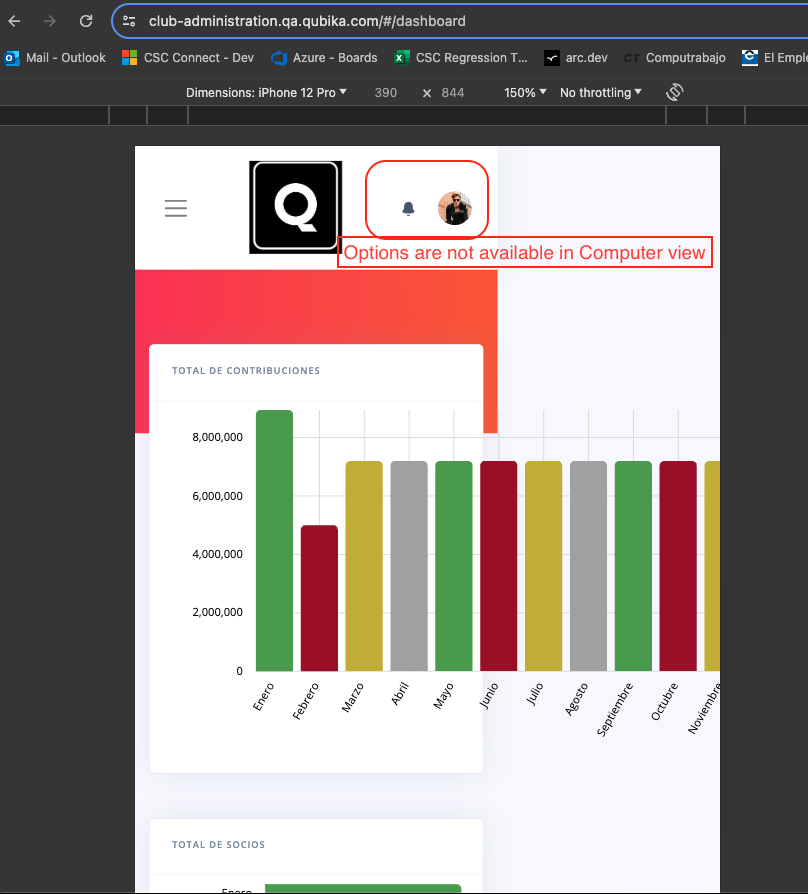 club-administration.qa.qubika.com/#/dashboard
Mail - Outlook CSC Connect - Dev Azure - Boards CSC Regression T... arc.dev CT Computrabajo El Emple
Dimensions: iPhone 12 Pro 390 × 844 150% No throttling
Q
Options are not available in Computer view
TOTAL DE CONTRIBUCIONES
8,000,000
6,000,000
4,000,000
2,000,000
0
Enero Febrero Marzo Abril Mayo Junio Julio Agosto Septiembre Octubre Noviembre
TOTAL DE SOCIOS
Enero